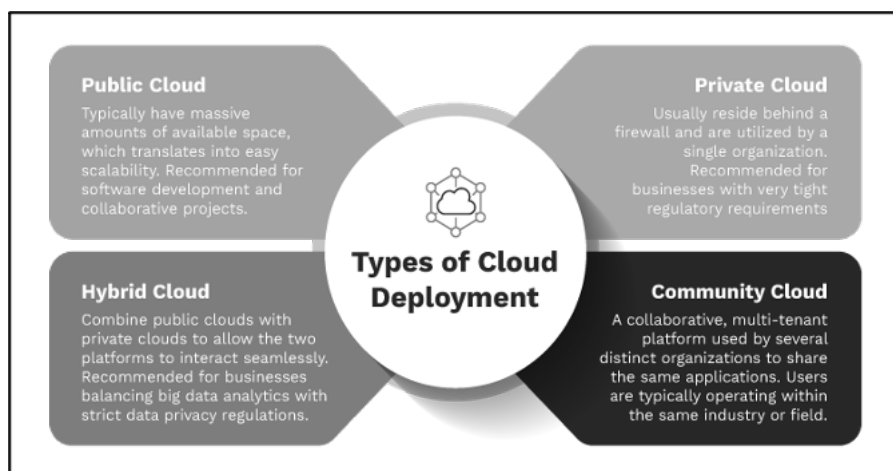 Public Cloud
Typically have massive
amounts of available space,
which translates into easy
scalability. Recommended for
software development and
collaborative projects.
Private Cloud
Usually reside behind a
firewall and are utilized by a
single organization.
Recommended for
businesses with very tight
regulatory requirements
Types of Cloud
Deployment
Hybrid Cloud
Combine public clouds with
private clouds to allow the two
platforms to interact seamlessly.
Recommended for businesses
balancing big data analytics with
strict data privacy regulations.
Community Cloud
A collaborative, multi-tenant
platform used by several
distinct organizations to share
the same applications. Users
are typically operating within
the same industry or field.